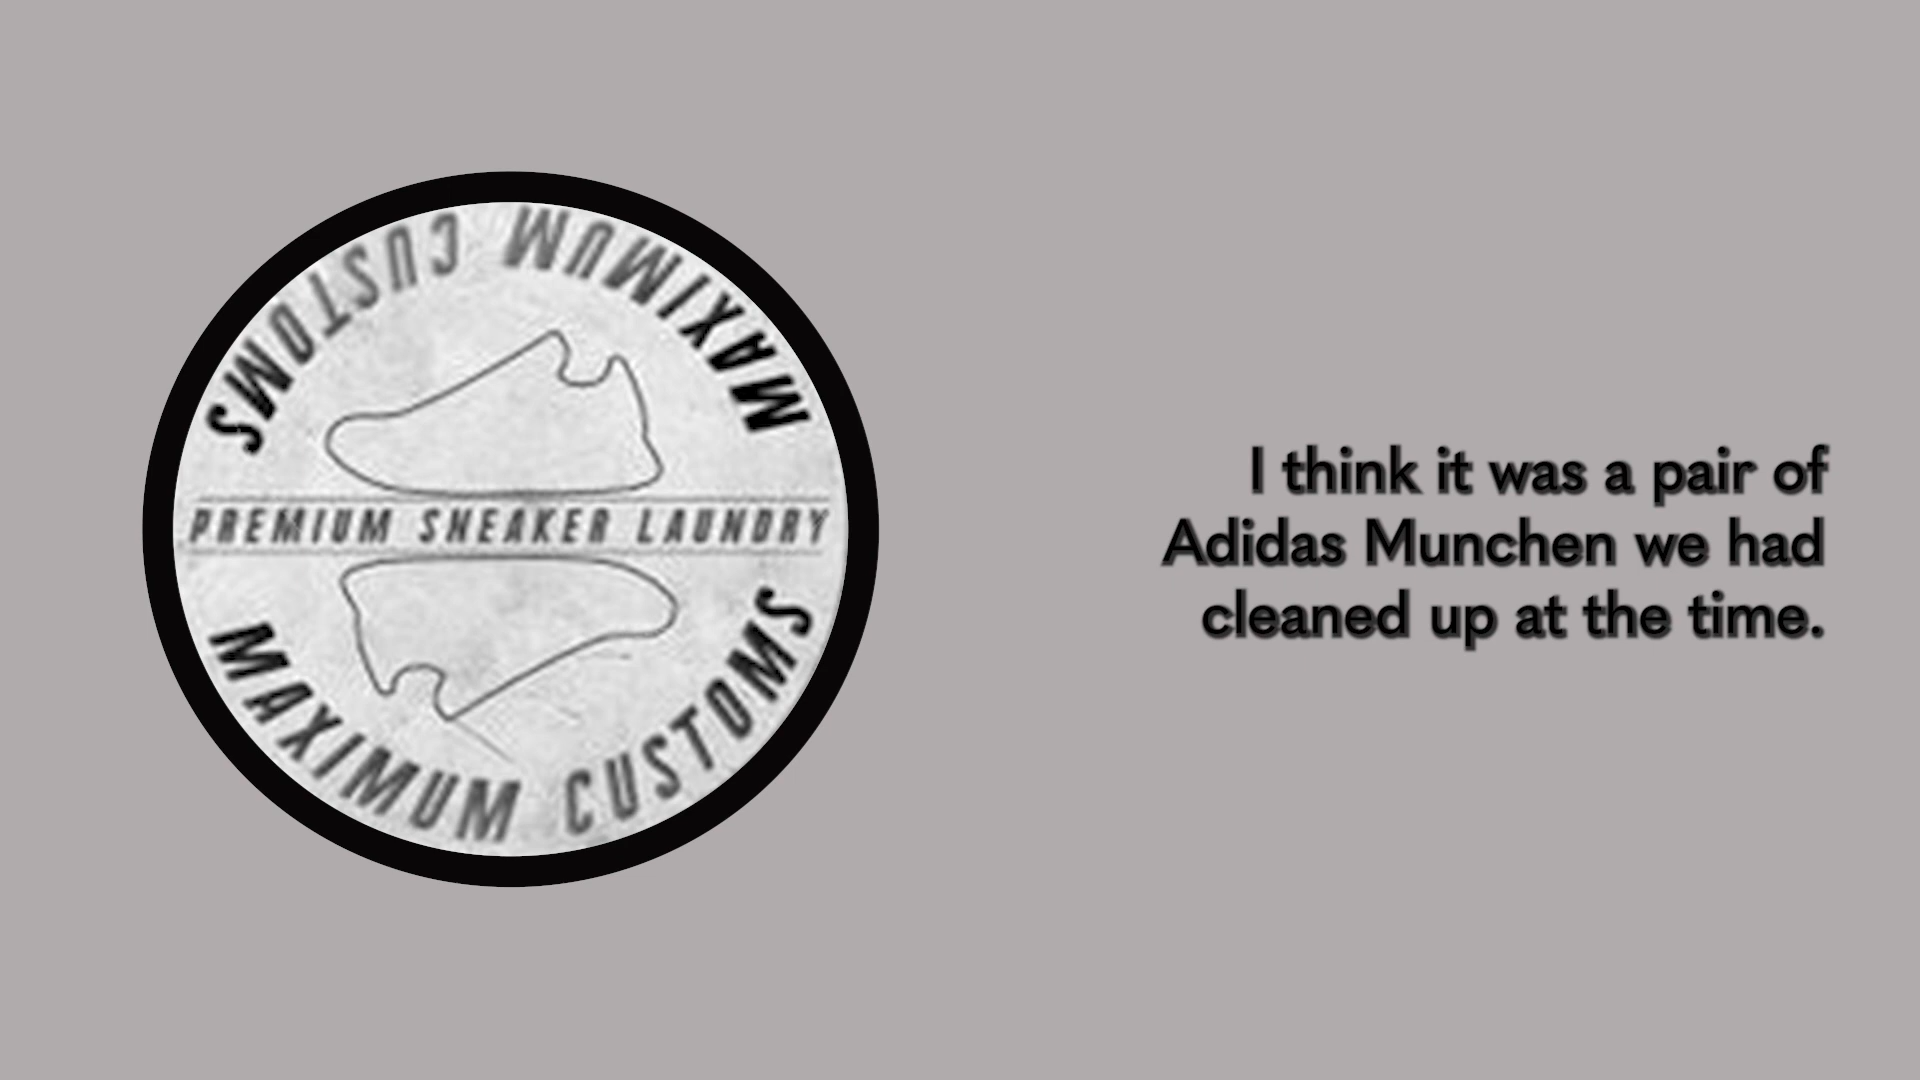 MAXIMUM CUSTOMS
PREMIUM SNEAKER LAUNDRY
MAXIMUM CUSTOMS
I think it was a pair of
Adidas Munchen we had
cleaned up at the time.